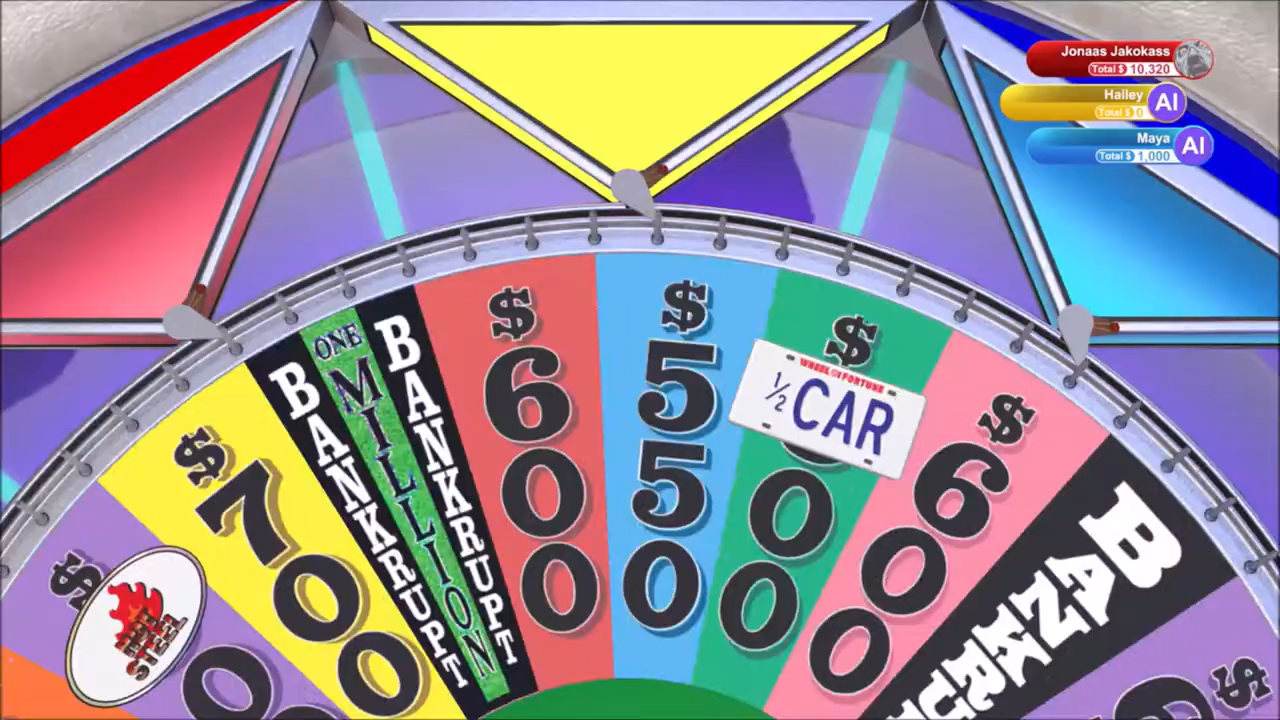 Jonaas Jakokass
Total $ 10,320
Hailey
Total $ 0
AI
Maya
Total $ 1,000
AI
$
$700
BANKRUPT
ONE MILLION
BANKRUPT
$600
$550
$
WHEEL OF FORTUNE
½ CAR
00
$600
BANKRU
$